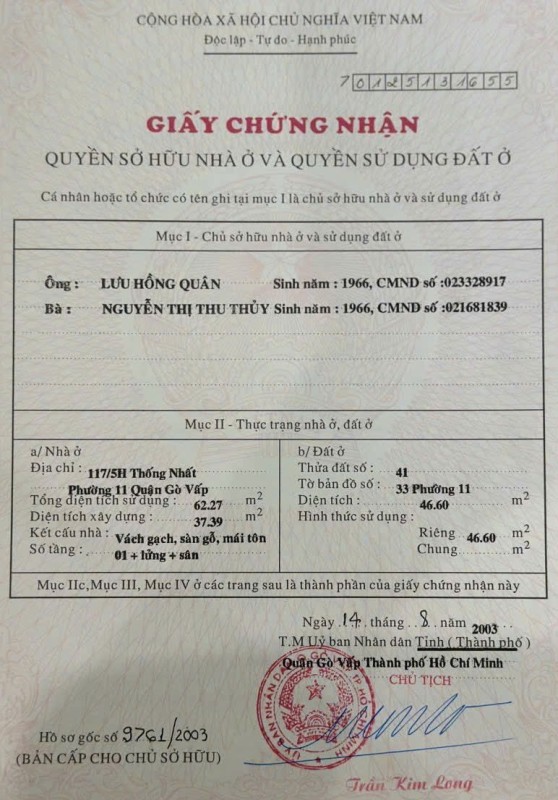 CỘNG HÒA XÃ HỘI CHỦ NGHĨA VIỆT NAM
Độc lập - Tự do - Hạnh phúc
7 0125131655
GIẤY CHỨNG NHẬN
QUYỀN SỞ HỮU NHÀ Ở VÀ QUYỀN SỬ DỤNG ĐẤT Ở
Cá nhân hoặc tổ chức có tên ghi tại mục I là chủ sở hữu nhà ở và sử dụng đất ở
Mục I - Chủ sở hữu nhà ở và sử dụng đất ở
Ông : LƯU HỒNG QUÂN Sinh năm : 1966, CMND số :023328917
Bà : NGUYỄN THỊ THU THỦY Sinh năm : 1966, CMND số :021681839
Mục II - Thực trạng nhà ở, đất ở
a/ Nhà ở
Địa chỉ : 117/5H Thống Nhất
Phường 11 Quận Gò Vấp
Tổng diện tích sử dụng : 62.27 m2
Diện tích xây dựng : 37.39 m2
Kết cấu nhà : Vách gạch, sàn gỗ, mái tôn
Số tầng : 01 + lửng + sân
b/ Đất ở
Thửa đất số : 41
Tờ bản đồ số : 33 Phường 11
Diện tích : 46.60 m2
Hình thức sử dụng :
Riêng : 46.60 m2
Chung : m2
Mục IIc,Mục III, Mục IV ở các trang sau là thành phần của giấy chứng nhận này
Ngày 14 tháng 8 năm 2003
T.M Uỷ ban Nhân dân Tỉnh ( Thành phố )
Quận Gò Vấp Thành phố Hồ Chí Minh
CHỦ TỊCH
Hồ sơ gốc số 9761/2003
(BẢN CẤP CHO CHỦ SỞ HỮU)
Trần Kim Long